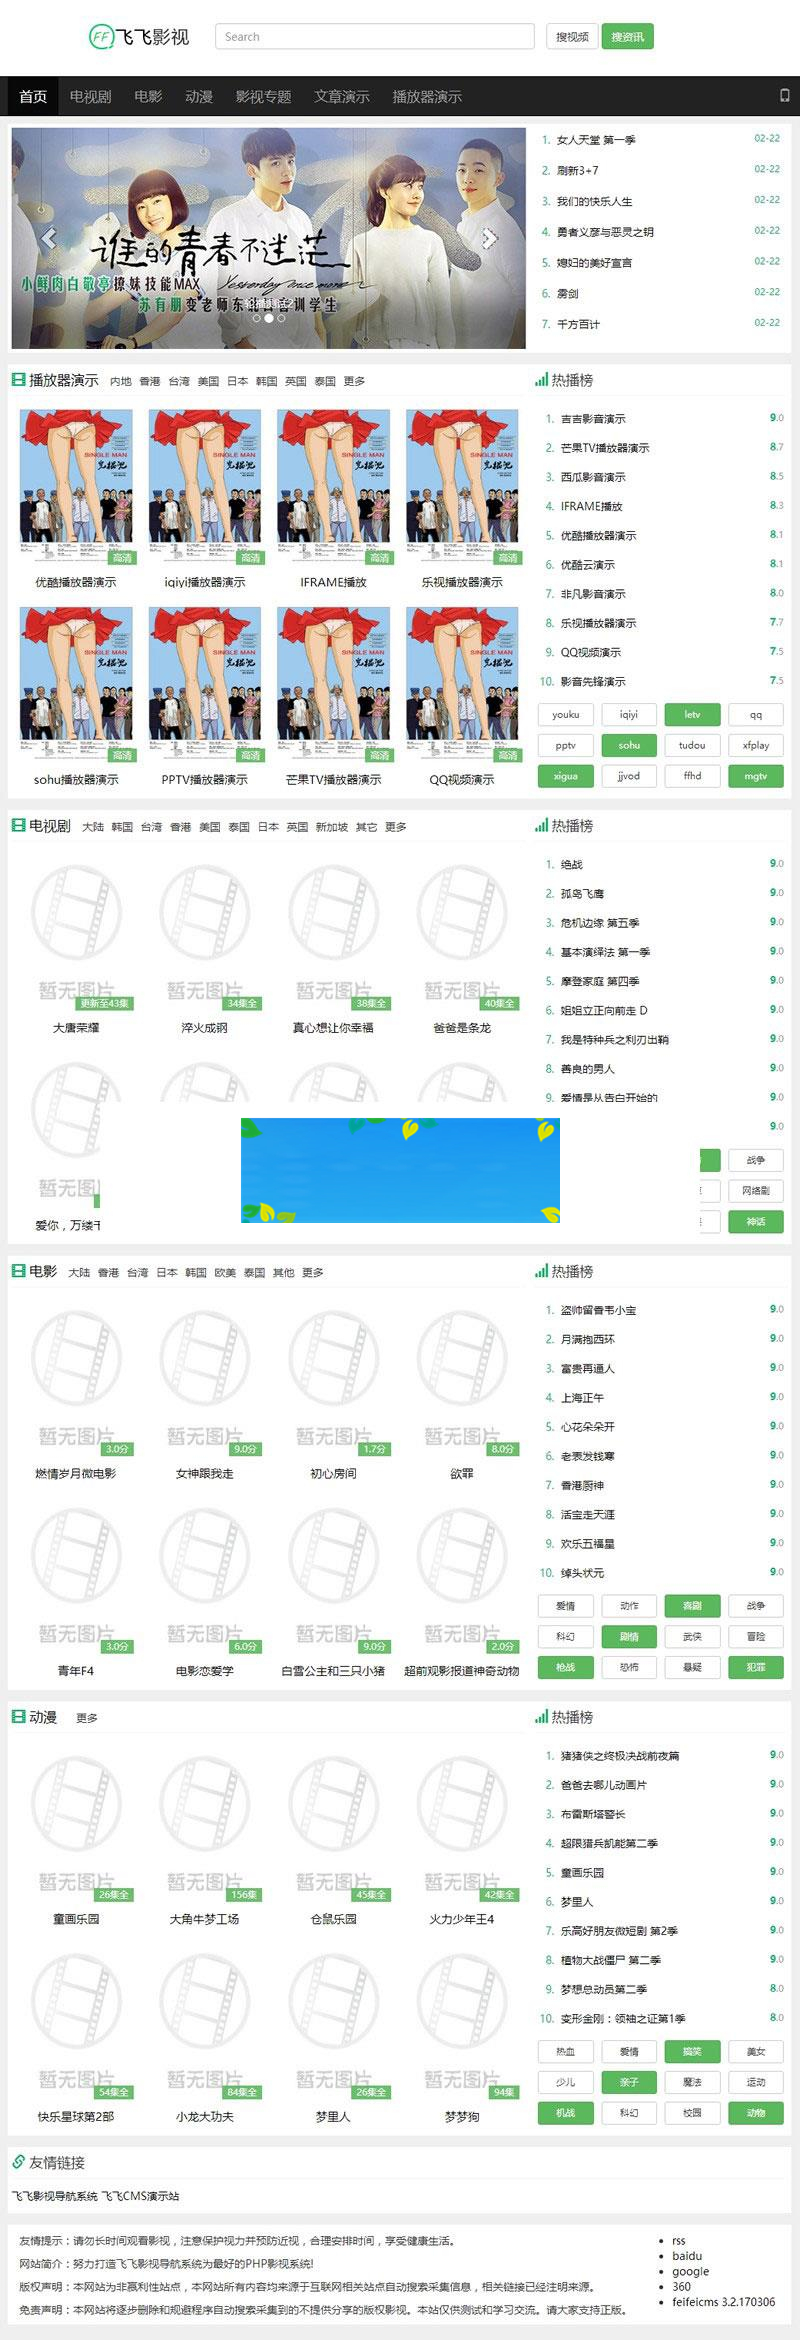 FF 飞飞影视
Search
搜视频 搜资讯
首页 电视剧 电影 动漫 影视专题 文章演示 播放器演示
谁的青春不迷茫
Yesterday once more
小鲜肉白敬亭撩妹技能MAX
苏有朋变老师东北口音训学生
1. 女人天堂 第一季 02-22
2. 刷新3+7 02-22
3. 我们的快乐人生 02-22
4. 勇者义彦与恶灵之钥 02-22
5. 媳妇的美好宣言 02-22
6. 雳剑 02-22
7. 千方百计 02-22
播放器演示 内地 香港 台湾 美国 日本 韩国 英国 泰国 更多
SINGLE MAN SINGLE MAN SINGLE MAN SINGLE MAN
高清 高清 高清 高清
优酷播放器演示 iqiyi播放器演示 IFRAME播放 乐视播放器演示
SINGLE MAN SINGLE MAN SINGLE MAN SINGLE MAN
高清 高清 高清 高清
sohu播放器演示 PPTV播放器演示 芒果TV播放器演示 QQ视频演示
热播榜
1. 吉吉影音演示 9.0
2. 芒果TV播放器演示 8.7
3. 西瓜影音演示 8.5
4. IFRAME播放 8.3
5. 优酷播放器演示 8.1
6. 优酷云演示 8.1
7. 非凡影音演示 8.0
8. 乐视播放器演示 7.7
9. QQ视频演示 7.5
10. 影音先锋演示 7.5
youku iqiyi letv qq
pptv sohu tudou xfplay
xigua jjvod ffhd mgtv
电视剧 大陆 韩国 台湾 香港 美国 泰国 日本 英国 新加坡 其它 更多
暂无图片 暂无图片 暂无图片 暂无图片
更新至43集 34集全 38集全 40集全
大唐荣耀 淬火成钢 真心想让你幸福 爸爸是条龙
暂无图
爱你，万缕千
热播榜
1. 绝战 9.0
2. 孤岛飞鹰 9.0
3. 危机边缘 第五季 9.0
4. 基本演绎法 第一季 9.0
5. 摩登家庭 第四季 9.0
6. 姐姐立正向前走 D 9.0
7. 我是特种兵之利刃出鞘 9.0
8. 善良的男人 9.0
9. 爱情是从告白开始的 9.0
9.0
战争
网络剧
神话
电影 大陆 香港 台湾 日本 韩国 欧美 泰国 其他 更多
暂无图片 暂无图片 暂无图片 暂无图片
3.0分 9.0分 1.7分 8.0分
燃情岁月微电影 女神跟我走 初心房间 欲罪
暂无图片 暂无图片 暂无图片 暂无图片
3.0分 6.0分 9.0分 2.0分
青年F4 电影恋爱学 白雪公主和三只小猪 超前观影报道神奇动物
热播榜
1. 盗帅留香韦小宝 9.0
2. 月满抱西环 9.0
3. 富贵再逼人 9.0
4. 上海正午 9.0
5. 心花朵朵开 9.0
6. 老表发钱寒 9.0
7. 香港厨神 9.0
8. 活宝走天涯 9.0
9. 欢乐五福星 9.0
10. 绰头状元 9.0
爱情 动作 喜剧 战争
科幻 剧情 武侠 冒险
枪战 恐怖 悬疑 犯罪
动漫 更多
暂无图片 暂无图片 暂无图片 暂无图片
26集全 156集 45集全 42集全
童画乐园 大角牛梦工场 仓鼠乐园 火力少年王4
暂无图片 暂无图片 暂无图片 暂无图片
54集全 84集全 26集全 94集
快乐星球第2部 小龙大功夫 梦里人 梦梦狗
热播榜
1. 猪猪侠之终极决战前夜篇 9.0
2. 爸爸去哪儿动画片 9.0
3. 布雷斯塔警长 9.0
4. 超限猎兵凯能第二季 9.0
5. 童画乐园 9.0
6. 梦里人 9.0
7. 乐高好朋友微短剧 第2季 9.0
8. 植物大战僵尸 第二季 9.0
9. 梦想总动员第二季 8.0
10. 变形金刚：领袖之证第1季 8.0
热血 爱情 搞笑 美女
少儿 亲子 魔法 运动
机战 科幻 校园 动物
友情链接
飞飞影视导航系统 飞飞CMS演示站
友情提示：请勿长时间观看影视，注意保护视力并预防近视，合理安排时间，享受健康生活。
网站简介：努力打造飞飞影视导航系统为最好的PHP影视系统!
版权声明：本网站为非赢利性站点，本网站所有内容均来源于互联网相关站点自动搜索采集信息，相关链接已经注明来源。
免责声明：本网站将逐步删除和规避程序自动搜索采集到的不提供分享的版权影视。本站仅供测试和学习交流。请大家支持正版。
rss
baidu
google
360
feifeicms 3.2.170306